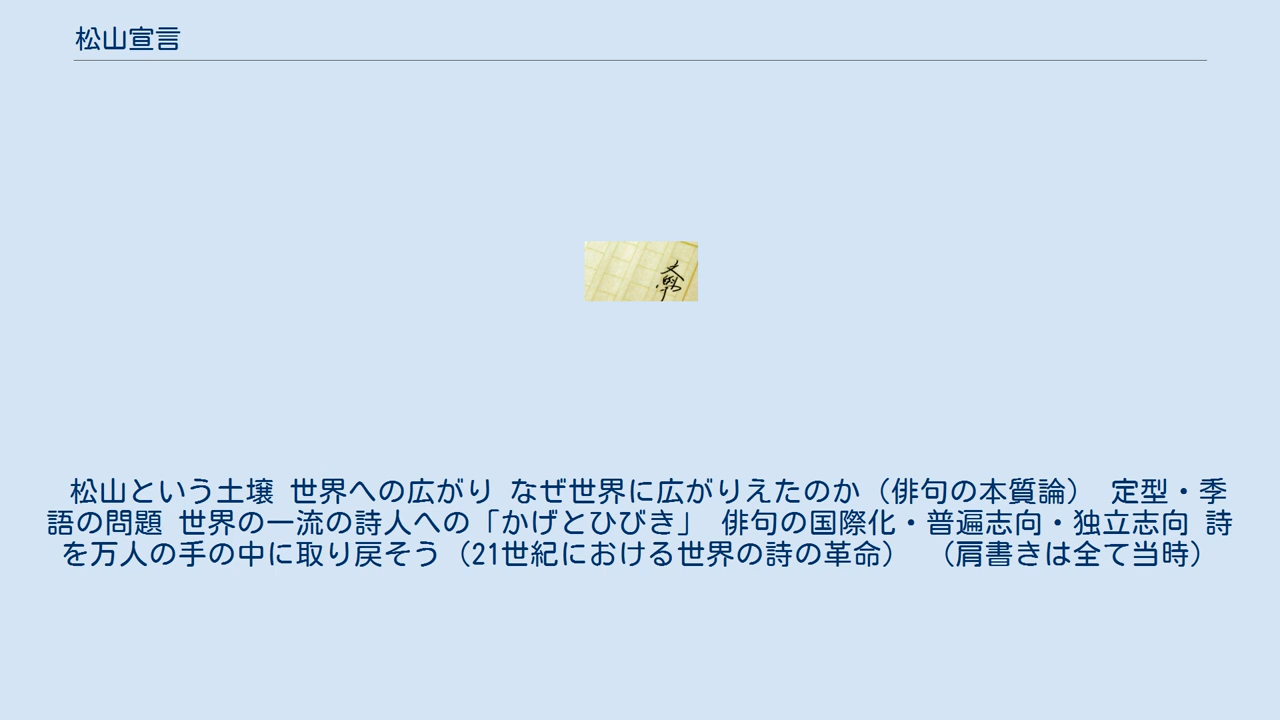 松山宣言
松山という土壌 世界への広がり なぜ世界に広がりえたのか（俳句の本質論） 定型・季
語の問題 世界の一流の詩人への「かげとひびき」 俳句の国際化・普遍志向・独立志向 詩
を万人の手の中に取り戻そう（21世紀における世界の詩の革命） （肩書きは全て当時）